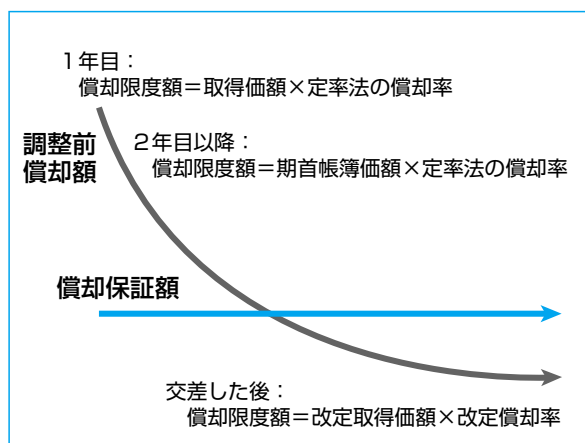 1年目：
償却限度額＝取得価額×定率法の償却率
調整前
償却額
2年目以降：
償却限度額＝期首帳簿価額×定率法の償却率
償却保証額
交差した後：
償却限度額＝改定取得価額×改定償却率